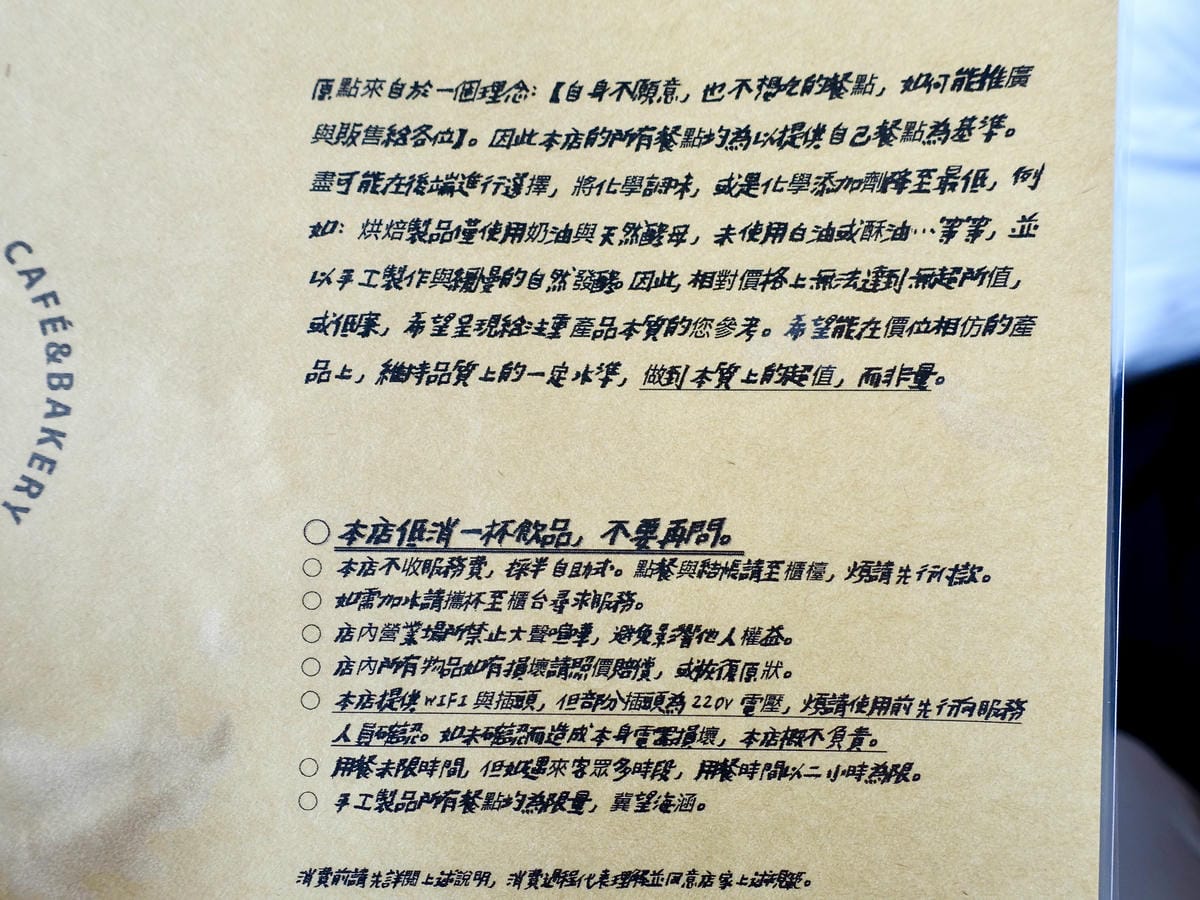 原點來自於一個理念:【自身不願意,也不想吃的餐點,如何能推廣
與販售給各位】。因此本店的所有餐點均為以提供自己餐點為基準。
盡可能在後端進行選擇,將化學調味,或是化學添加劑降至最低,例
如:烘焙製品僅使用奶油與天然酵母,未使用白油或酥油…等等,並
以手工製作與緩慢的自然發酵。因此,相對價格上無法達到無超所值,
或低廉,希望呈現給注重產品本質的您參考。希望能在價位相仿的產
品上,維持品質上的一定水準,做到本質上的超值,而非量。
CAFÉ&BAKERY
○ 本店低消一杯飲品,不要再問。
○ 本店不收服務費,採半自助式。點餐與結帳請至櫃檯,煩請先行付款。
○ 如需加水請攜杯至櫃台尋求服務。
○ 店內營業場所禁止大聲喧嘩,避免影響他人權益。
○ 店內所有物品如有損壞請照價賠償,或恢復原狀。
○ 本店提供WIFI與插頭,但部分插頭為220V電壓,煩請使用前先行向服務
人員確認。如未確認而造成本身電器損壞,本店概不負責。
○ 用餐未限時間,但如遇來客眾多時段,用餐時間以二小時為限。
○ 手工製品所有餐點均為限量,冀望海涵。
消費前請先詳閱上述說明,消費過程代表理解並同意店家上述規範。